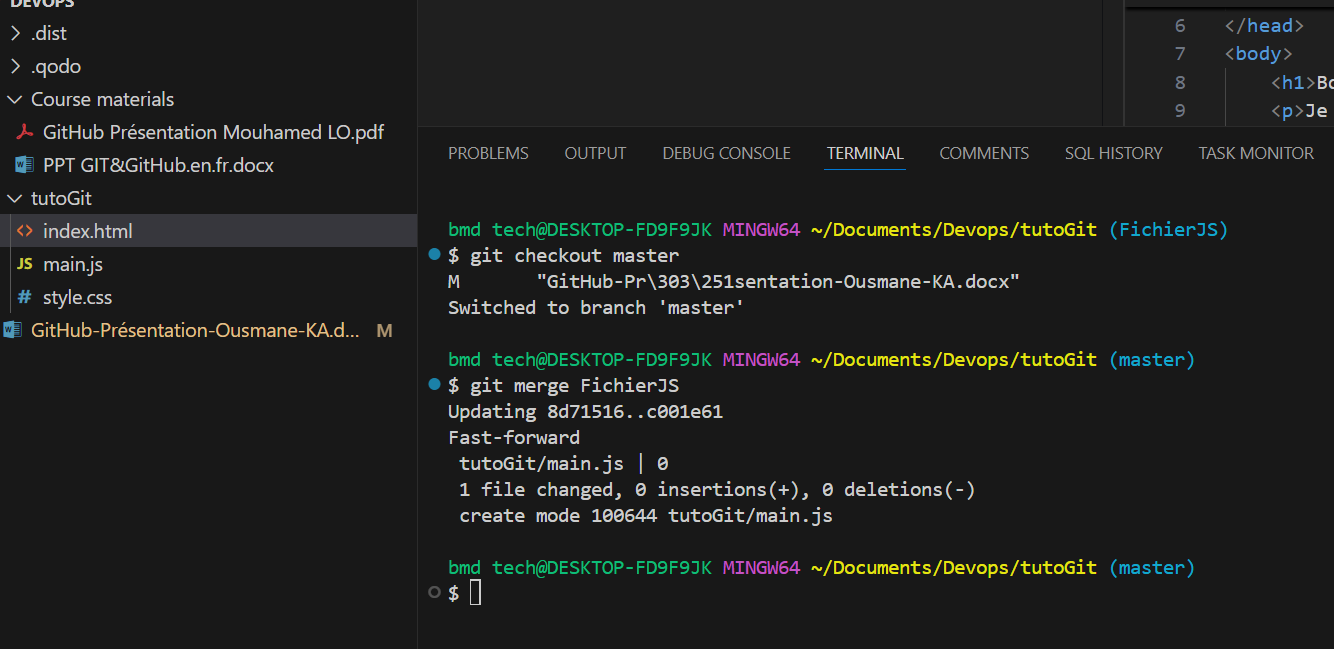 DEVOPS
.dist
.qodo
Course materials
GitHub Présentation Mouhamed LO.pdf
PPT GIT&GitHub.en.fr.docx
tutoGit
<> index.html
JS main.js
# style.css
GitHub-Présentation-Ousmane-KA.d... M
6 </head>
7 <body>
8 <h1>Bo
9 <p>Je
PROBLEMS OUTPUT DEBUG CONSOLE TERMINAL COMMENTS SQL HISTORY TASK MONITOR
bmd tech@DESKTOP-FD9F9JK MINGW64 ~/Documents/Devops/tutoGit (FichierJS)
$ git checkout master
M       "GitHub-Pr\303\251sentation-Ousmane-KA.docx"
Switched to branch 'master'
bmd tech@DESKTOP-FD9F9JK MINGW64 ~/Documents/Devops/tutoGit (master)
$ git merge FichierJS
Updating 8d71516..c001e61
Fast-forward
 tutoGit/main.js | 0
 1 file changed, 0 insertions(+), 0 deletions(-)
 create mode 100644 tutoGit/main.js
bmd tech@DESKTOP-FD9F9JK MINGW64 ~/Documents/Devops/tutoGit (master)
$